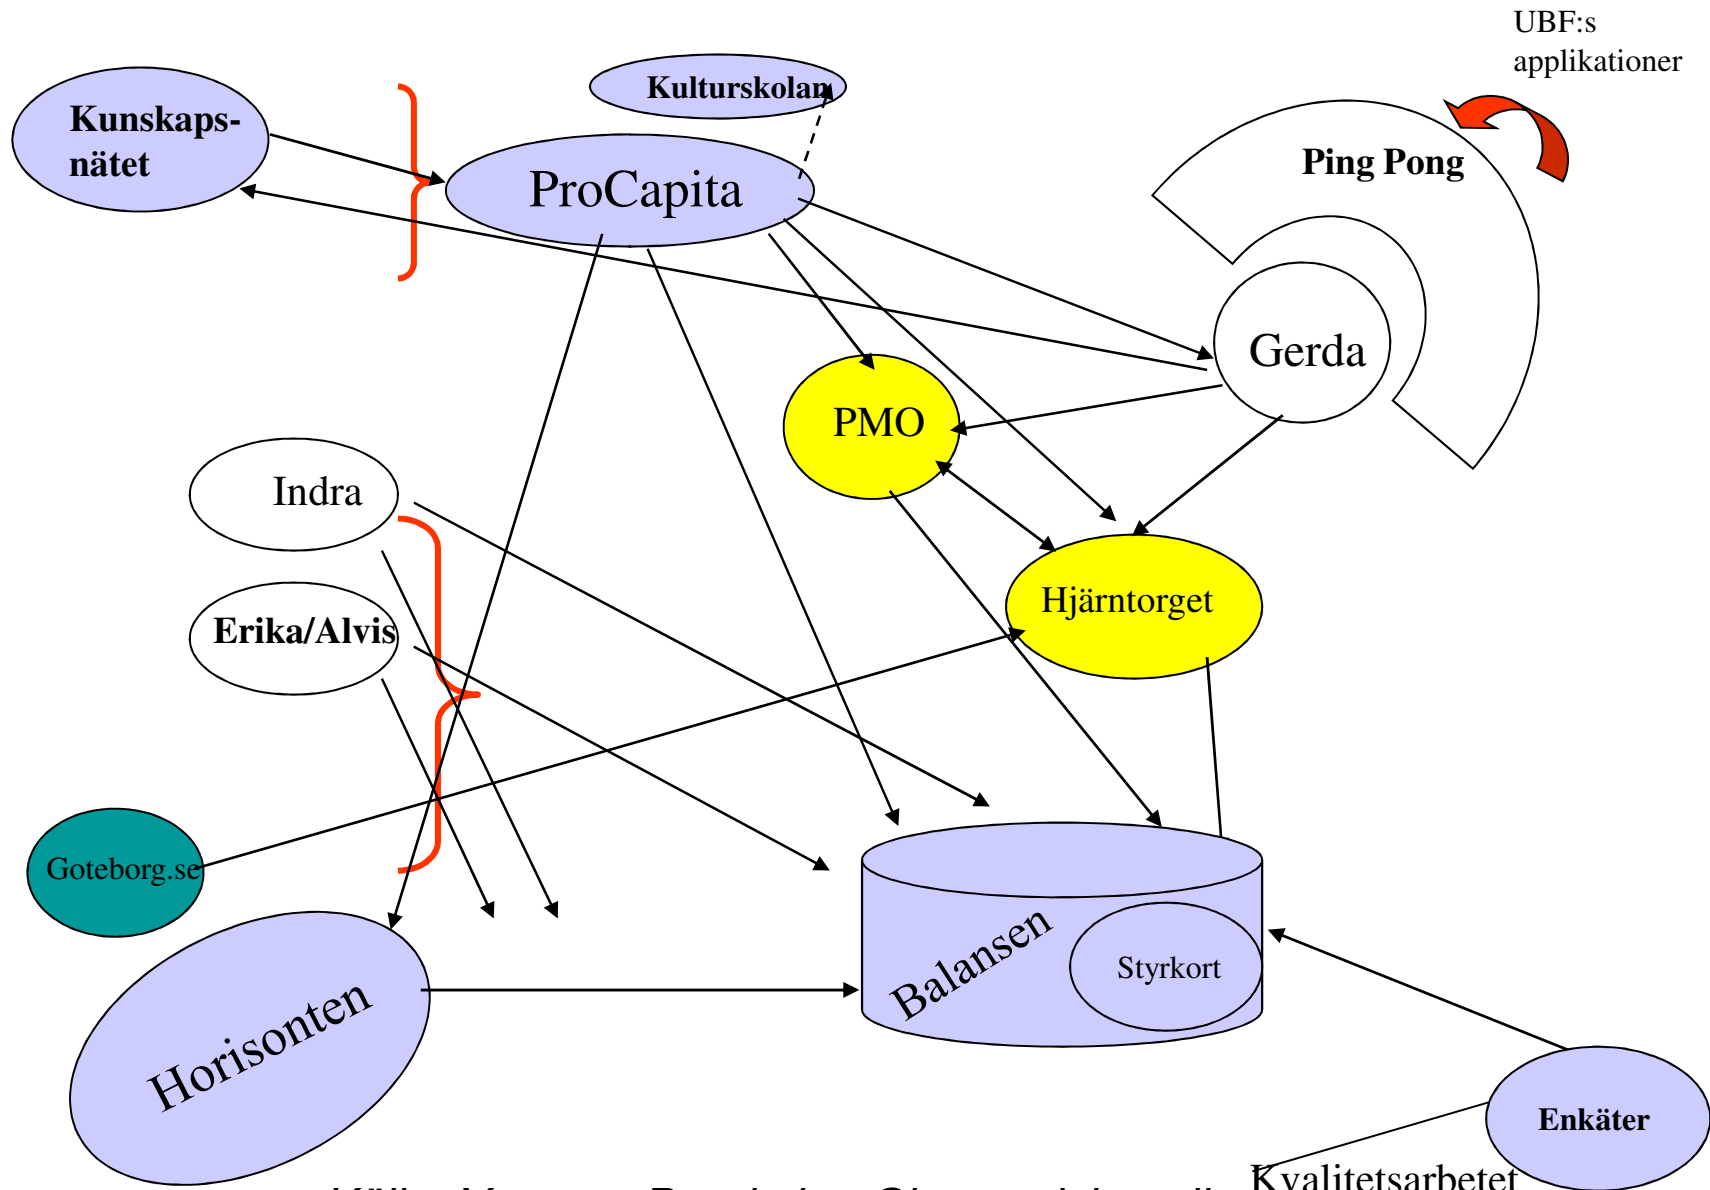 UBF:s
applikationer
Kulturskolan
Kunskaps-
nätet
ProCapita
Ping Pong
Gerda
PMO
Indra
Hjärntorget
Erika/Alvis
Goteborg.se
Balansen
Styrkort
Horisonten
Enkäter
Kvalitetsarbetet